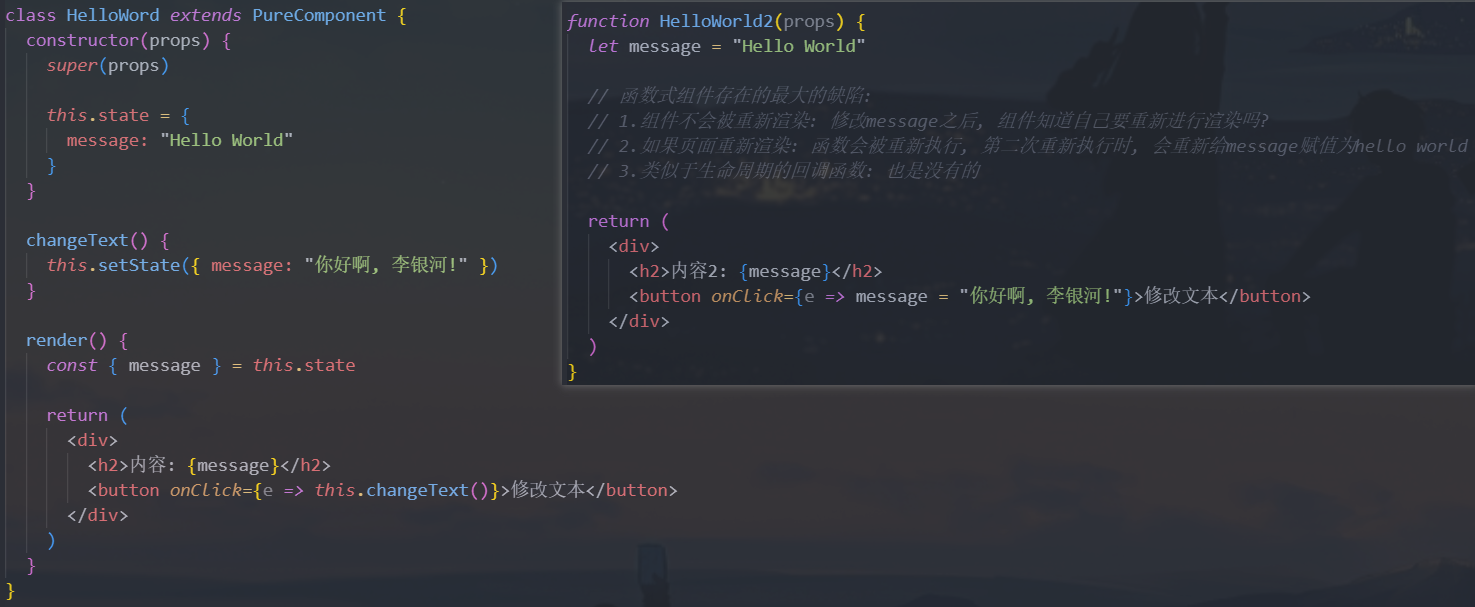 class HelloWord extends PureComponent {
constructor(props) {
super(props)
this.state = {
message: "Hello World"
}
}
changeText() {
this.setState({ message: "你好啊, 李银河!" })
}
render() {
const { message } = this.state
return (
<div>
<h2>内容: {message}</h2>
<button onClick={e => this.changeText()}>修改文本</button>
</div>
)
}
}
function HelloWorld2(props) {
let message = "Hello World"
// 函数式组件存在的最大的缺陷:
// 1.组件不会被重新渲染: 修改message之后, 组件知道自己要重新进行渲染吗?
// 2.如果页面重新渲染: 函数会被重新执行, 第二次重新执行时, 会重新给message赋值为hello world
// 3.类似于生命周期的回调函数: 也是没有的
return (
<div>
<h2>内容2: {message}</h2>
<button onClick={e => message = "你好啊, 李银河!"}>修改文本</button>
</div>
)
}